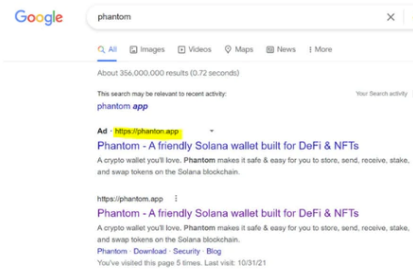 Google
phantom
All Images Videos Maps News More
About 356,000,000 results (0.72 seconds)
This search may be relevant to recent activity: Your Search activity
phantom app
Ad · https://phanton.app
Phantom - A friendly Solana wallet built for DeFi & NFTs
A crypto wallet you'll love. Phantom makes it safe & easy for you to store, send, receive, stake,
and swap tokens on the Solana blockchain.
https://phantom.app
Phantom - A friendly Solana wallet built for DeFi & NFTs
A crypto wallet you'll love. Phantom makes it safe & easy for you to store, send, receive, stake,
and swap tokens on the Solana blockchain.
Phantom · Download · Security · Blog
You've visited this page 5 times. Last visit: 10/31/21